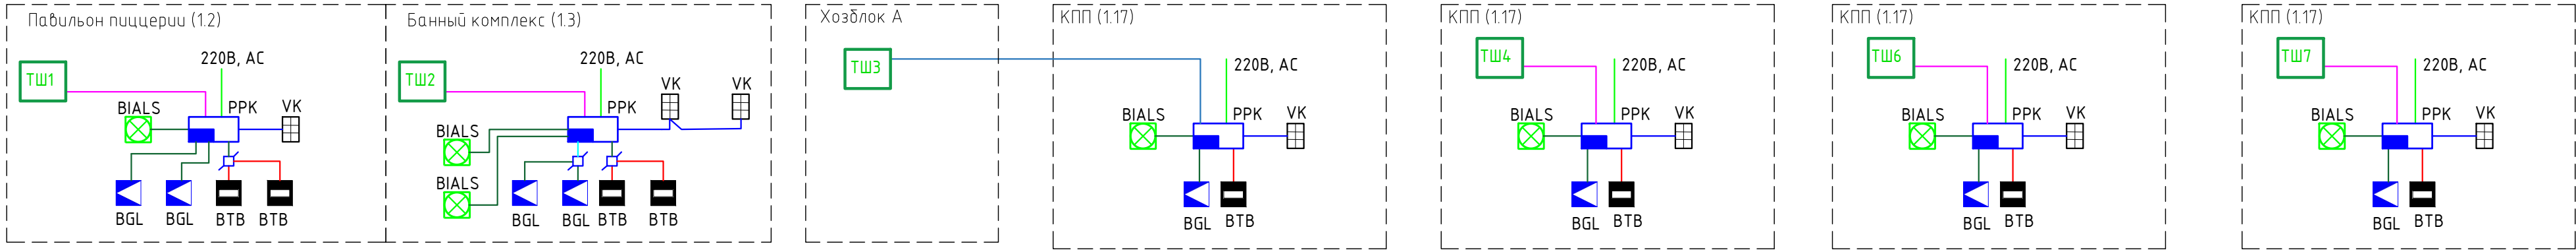 Павильон пиццерии (1.2)
ТШ1
220В, АС
BIALS
PPK
VK
BGL
BGL
BTB
BTB
Банный комплекс (1.3)
ТШ2
220В, АС
VK
VK
PPK
BIALS
BIALS
BGL
BGL
BTB
BTB
Хозблок А
ТШ3
КПП (1.17)
220В, АС
BIALS
PPK
VK
BGL
BTB
КПП (1.17)
ТШ4
220В, АС
BIALS
PPK
VK
BGL
BTB
КПП (1.17)
ТШ6
220В, АС
BIALS
PPK
VK
BGL
BTB
КПП (1.17)
ТШ7
220В, АС
BIALS
PPK
VK
BGL
BTB